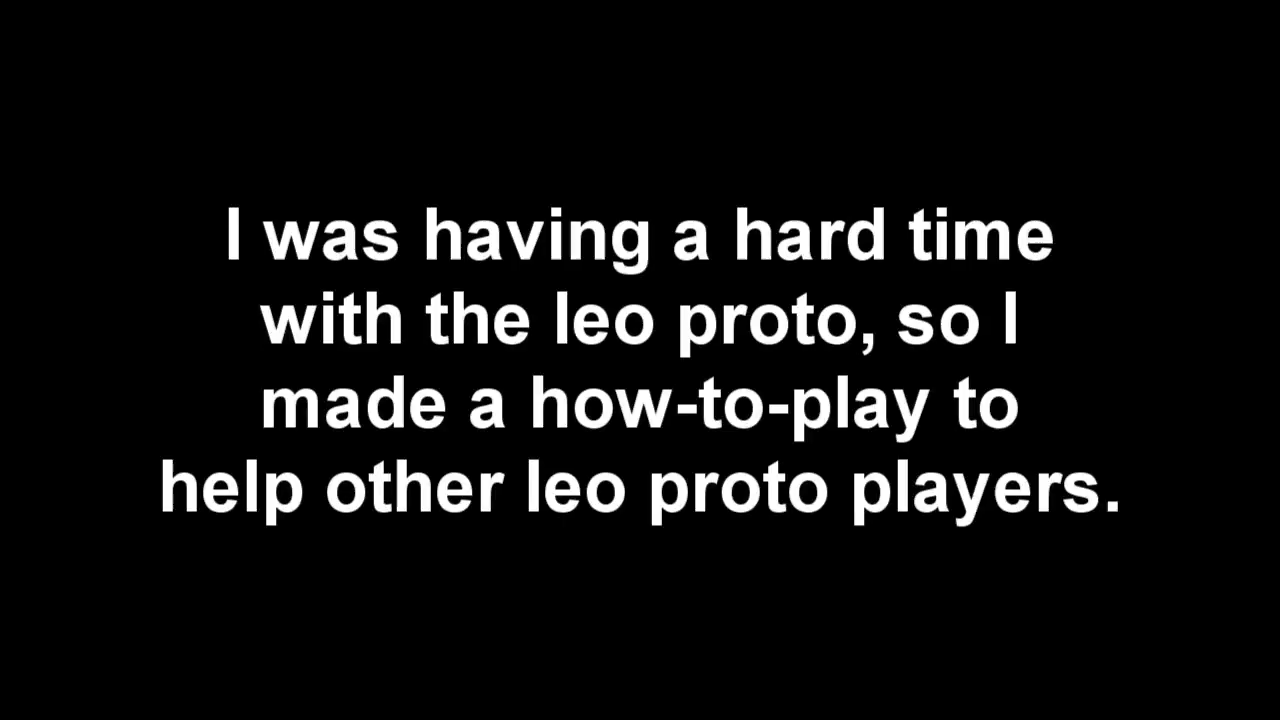 I was having a hard time
with the leo proto, so I
made a how-to-play to
help other leo proto players.